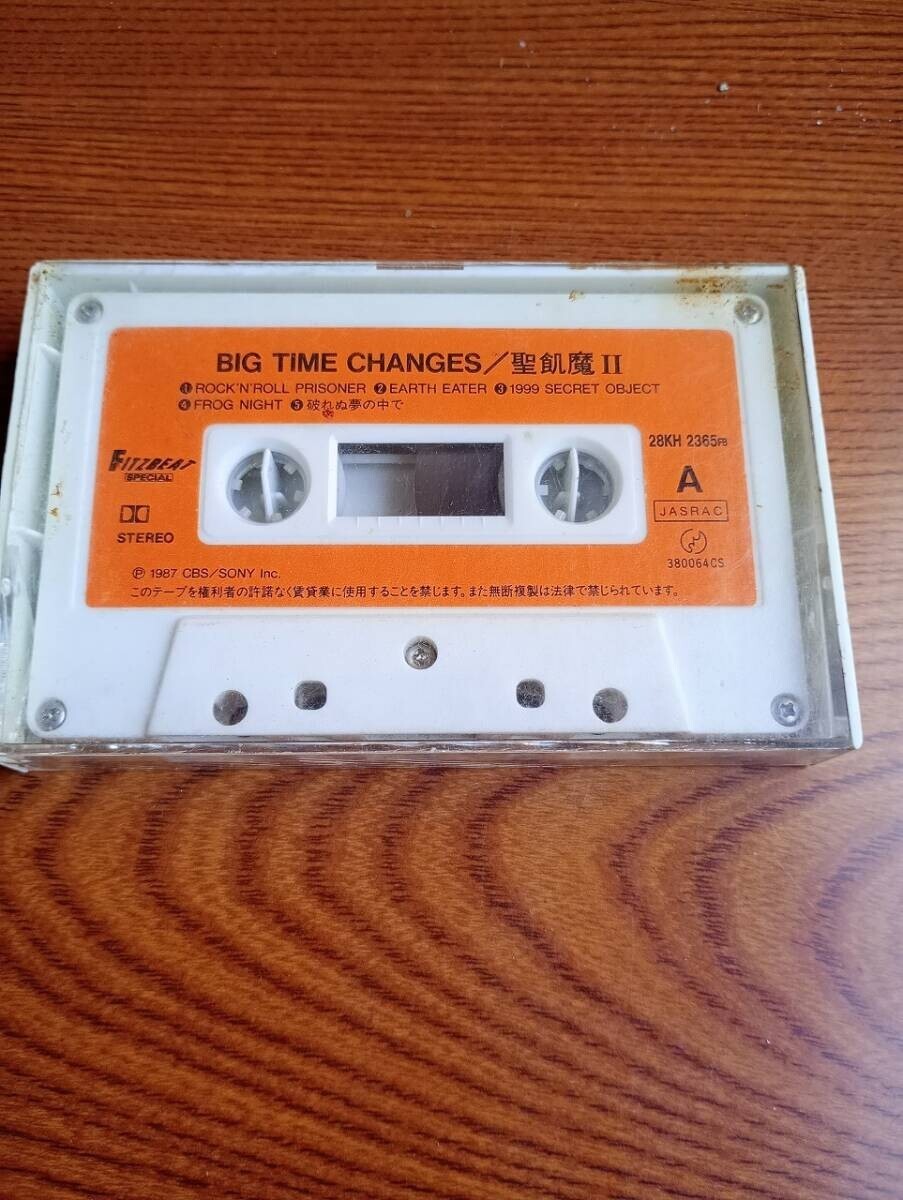 BIG TiME CHANGES/聖飢魔II
❶ROCK'N'ROLL PRISONER ❷EARTH EATER ❸1999 SECRET OBJECT
❹FROG NIGHT ❺破れぬ夢の中で
28KH 2365FB
FITZBEAT
SPECIAL
A
STEREO
JASRAC
380064CS
Ⓟ 1987 CBS/SONY Inc.
このテープを権利者の許諾なく賃貸業に使用することを禁じます。また無断複製は法律で禁じられています。